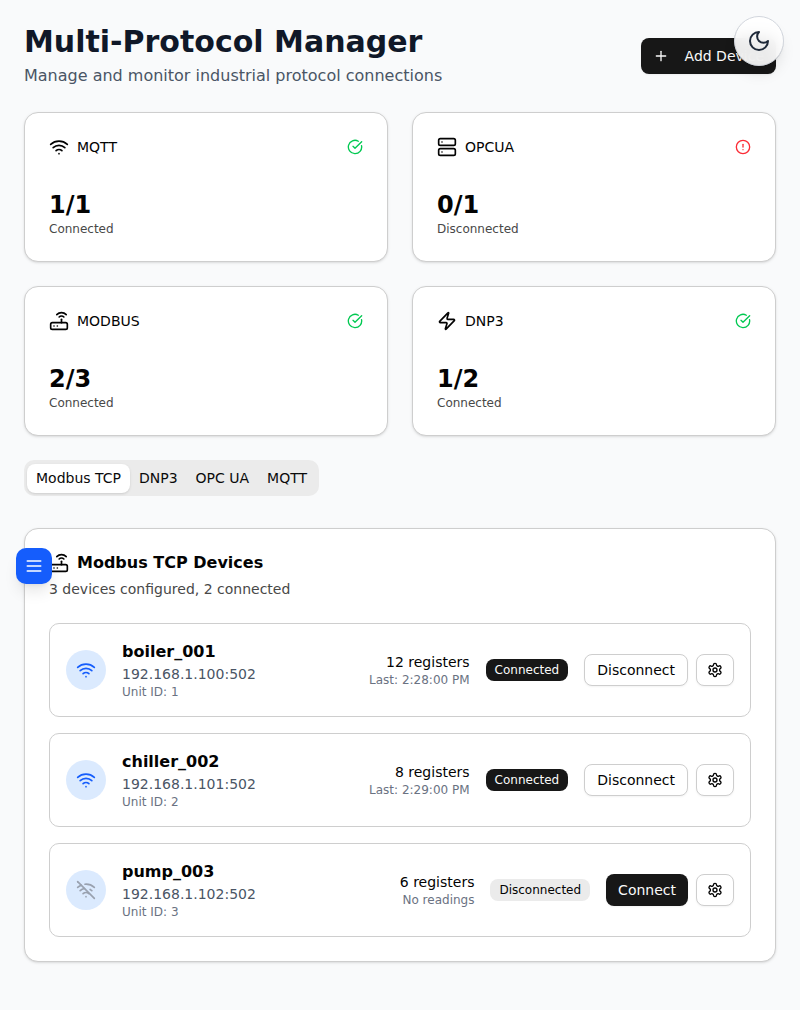 Multi-Protocol Manager
Manage and monitor industrial protocol connections
Add
MQTT
1/1
Connected
OPCUA
0/1
Disconnected
MODBUS
2/3
Connected
DNP3
1/2
Connected
Modbus TCP DNP3 OPC UA MQTT
Modbus TCP Devices
3 devices configured, 2 connected
boiler_001
192.168.1.100:502
Unit ID: 1
12 registers
Last: 2:28:00 PM
Connected
Disconnect
chiller_002
192.168.1.101:502
Unit ID: 2
8 registers
Last: 2:29:00 PM
Connected
Disconnect
pump_003
192.168.1.102:502
Unit ID: 3
6 registers
No readings
Disconnected
Connect